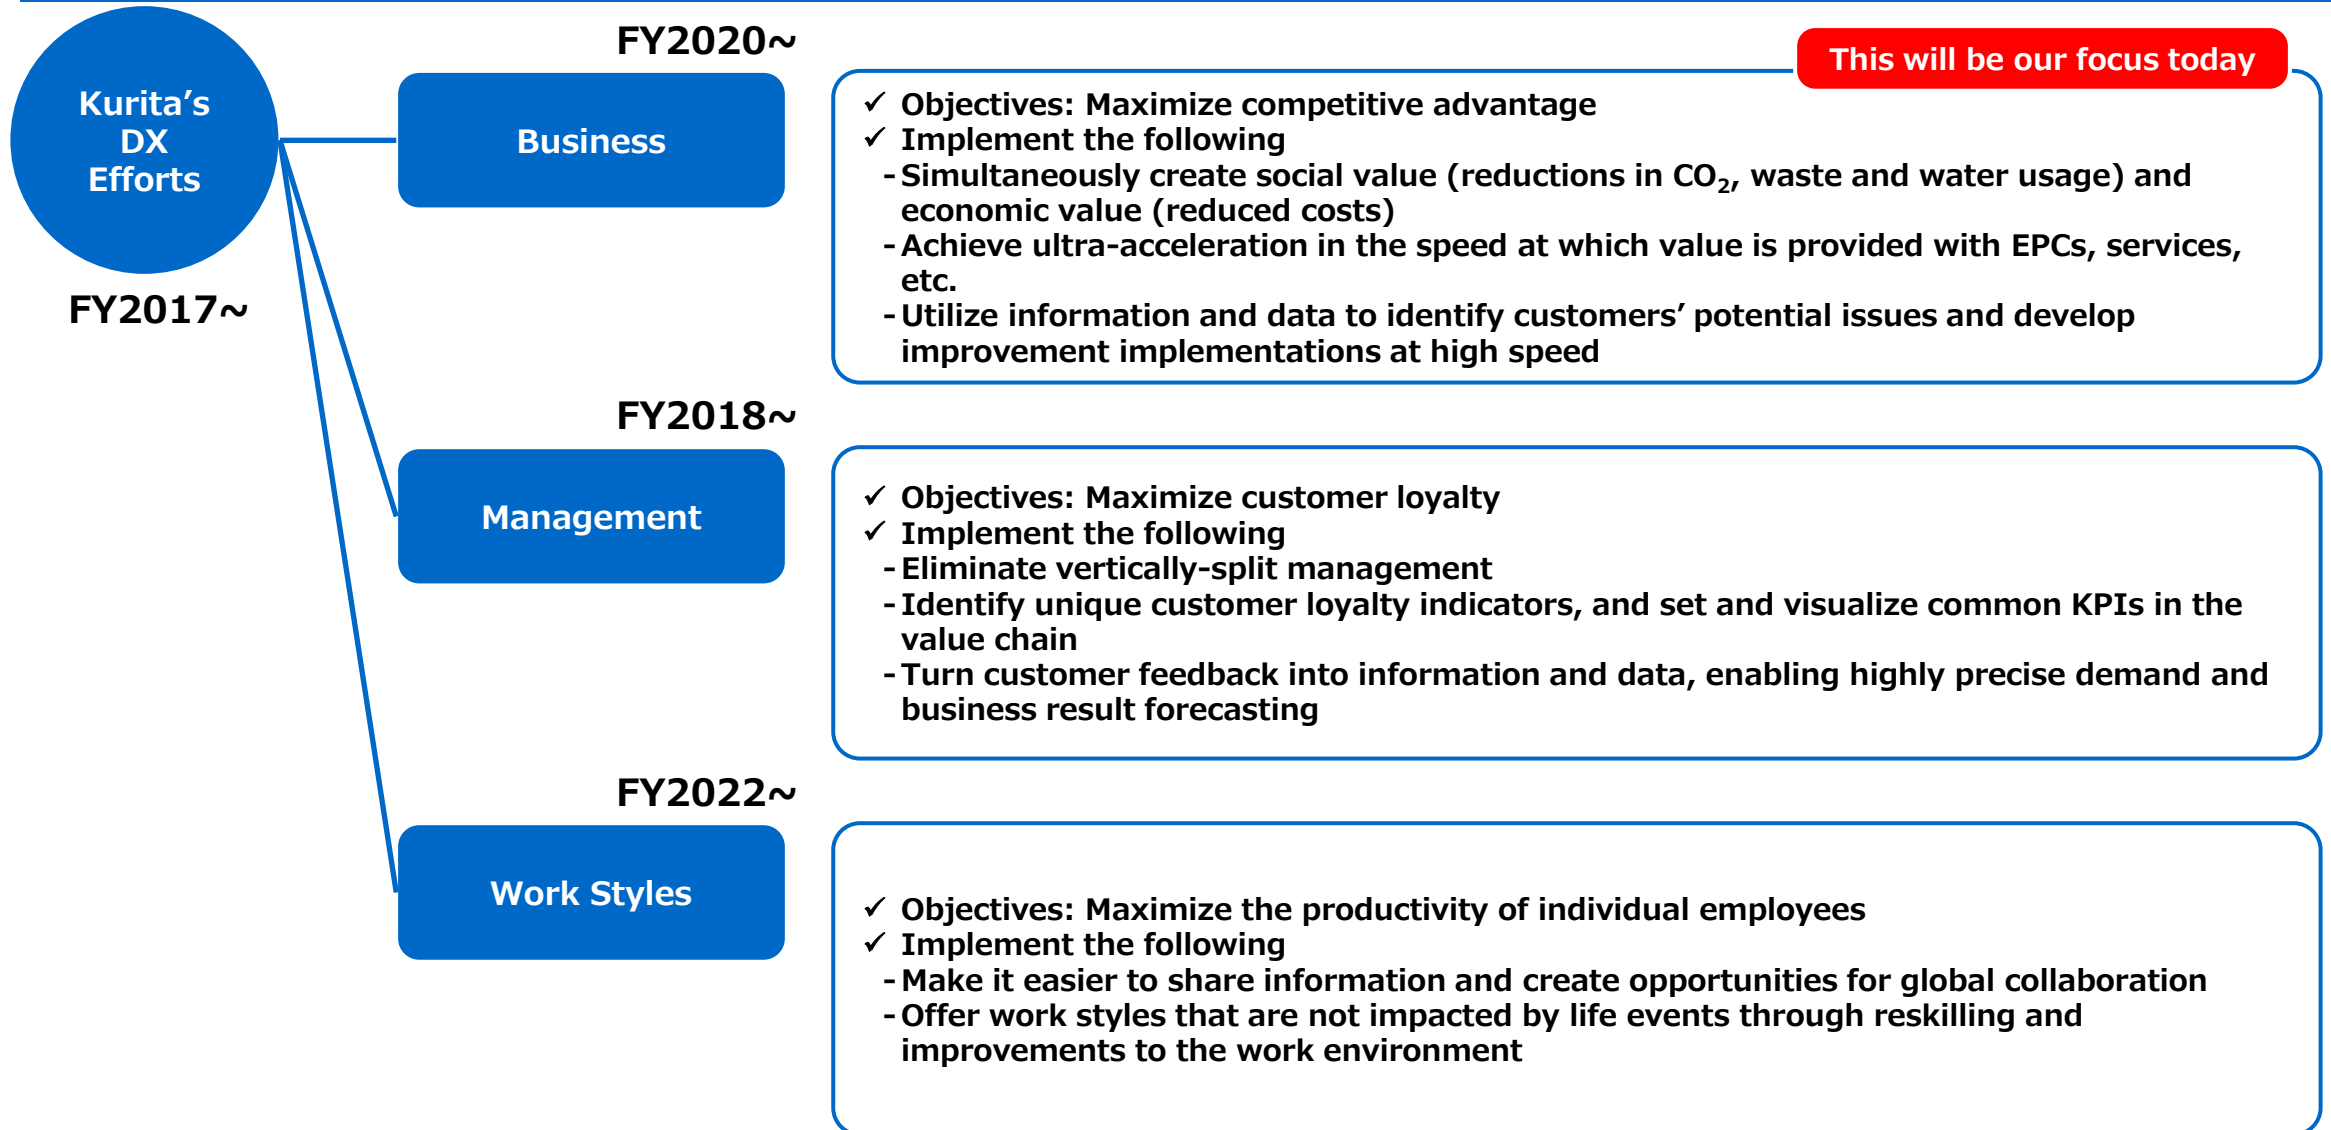 Kurita’s
DX
Efforts
FY2017~
FY2020~
Business
This will be our focus today
✓ Objectives: Maximize competitive advantage
✓ Implement the following
-Simultaneously create social value (reductions in CO₂, waste and water usage) and
economic value (reduced costs)
-Achieve ultra-acceleration in the speed at which value is provided with EPCs, services,
etc.
-Utilize information and data to identify customers’ potential issues and develop
improvement implementations at high speed
FY2018~
Management
✓ Objectives: Maximize customer loyalty
✓ Implement the following
-Eliminate vertically-split management
-Identify unique customer loyalty indicators, and set and visualize common KPIs in the
value chain
-Turn customer feedback into information and data, enabling highly precise demand and
business result forecasting
FY2022~
Work Styles
✓ Objectives: Maximize the productivity of individual employees
✓ Implement the following
-Make it easier to share information and create opportunities for global collaboration
-Offer work styles that are not impacted by life events through reskilling and
improvements to the work environment